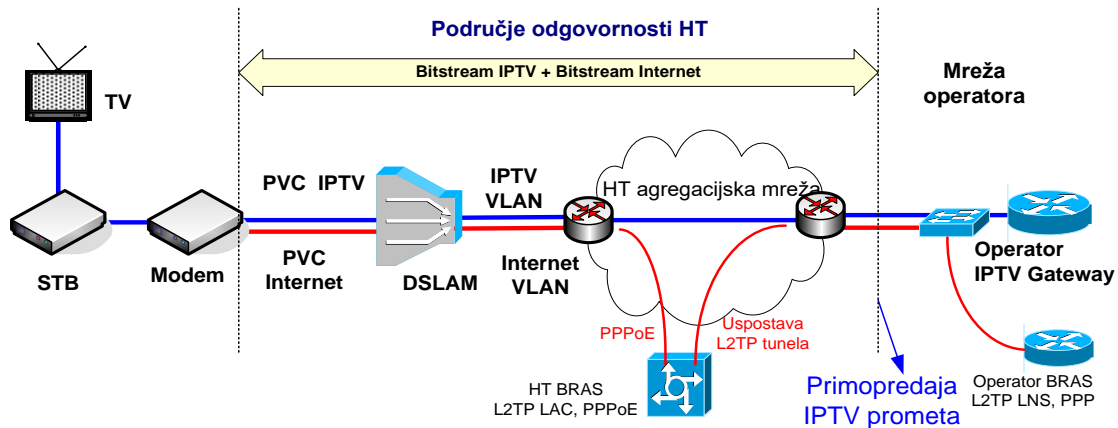 Područje odgovornosti HT
Bitstream IPTV + Bitstream Internet
Mreža
operatora
TV
PVC IPTV
IPTV
VLAN
HT agregacijska mreža
STB
Modem
PVC
Internet
DSLAM
Internet
VLAN
Operator
IPTV Gateway
PPPoE
Uspostava
L2TP tunela
HT BRAS
L2TP LAC, PPPoE
Primopredaja
IPTV prometa
Operator BRAS
L2TP LNS, PPP